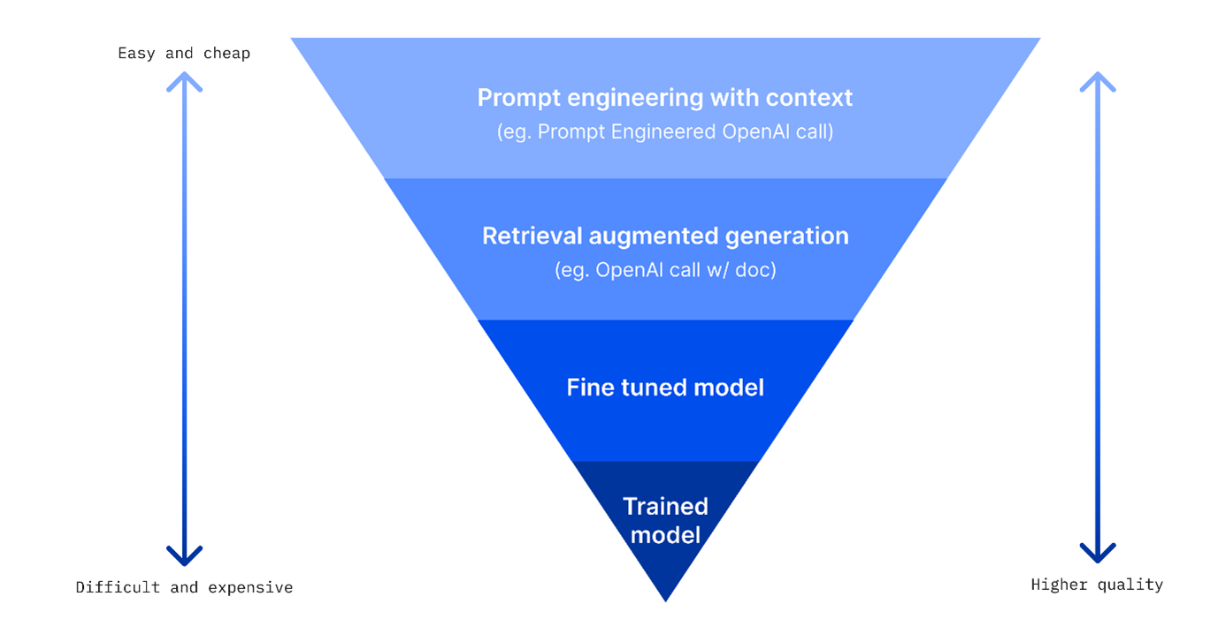 Easy and cheap
Prompt engineering with context
(eg. Prompt Engineered OpenAI call)
Retrieval augmented generation
(eg. OpenAI call w/ doc)
Fine tuned model
Trained
model
Difficult and expensive
Higher quality